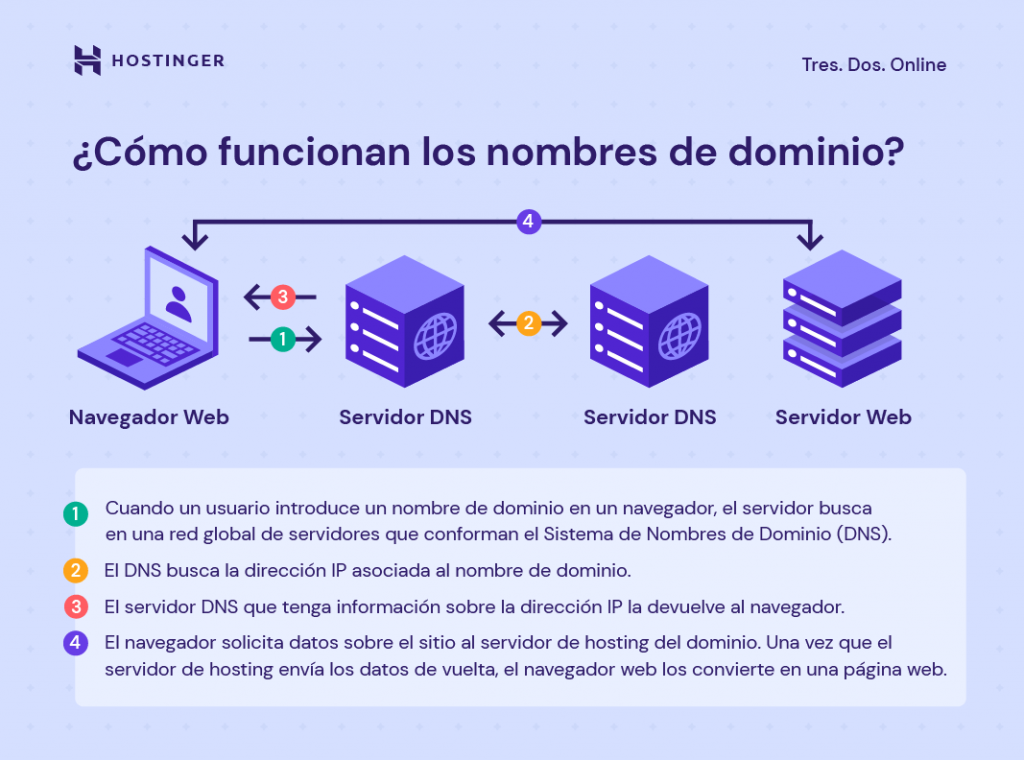 HOSTINGER
Tres. Dos. Online
¿Cómo funcionan los nombres de dominio?
4
3
1
2
Navegador Web
Servidor DNS
Servidor DNS
Servidor Web
1 Cuando un usuario introduce un nombre de dominio en un navegador, el servidor busca
en una red global de servidores que conforman el Sistema de Nombres de Dominio (DNS).
2 El DNS busca la dirección IP asociada al nombre de dominio.
3 El servidor DNS que tenga información sobre la dirección IP la devuelve al navegador.
4 El navegador solicita datos sobre el sitio al servidor de hosting del dominio. Una vez que el
servidor de hosting envía los datos de vuelta, el navegador web los convierte en una página web.